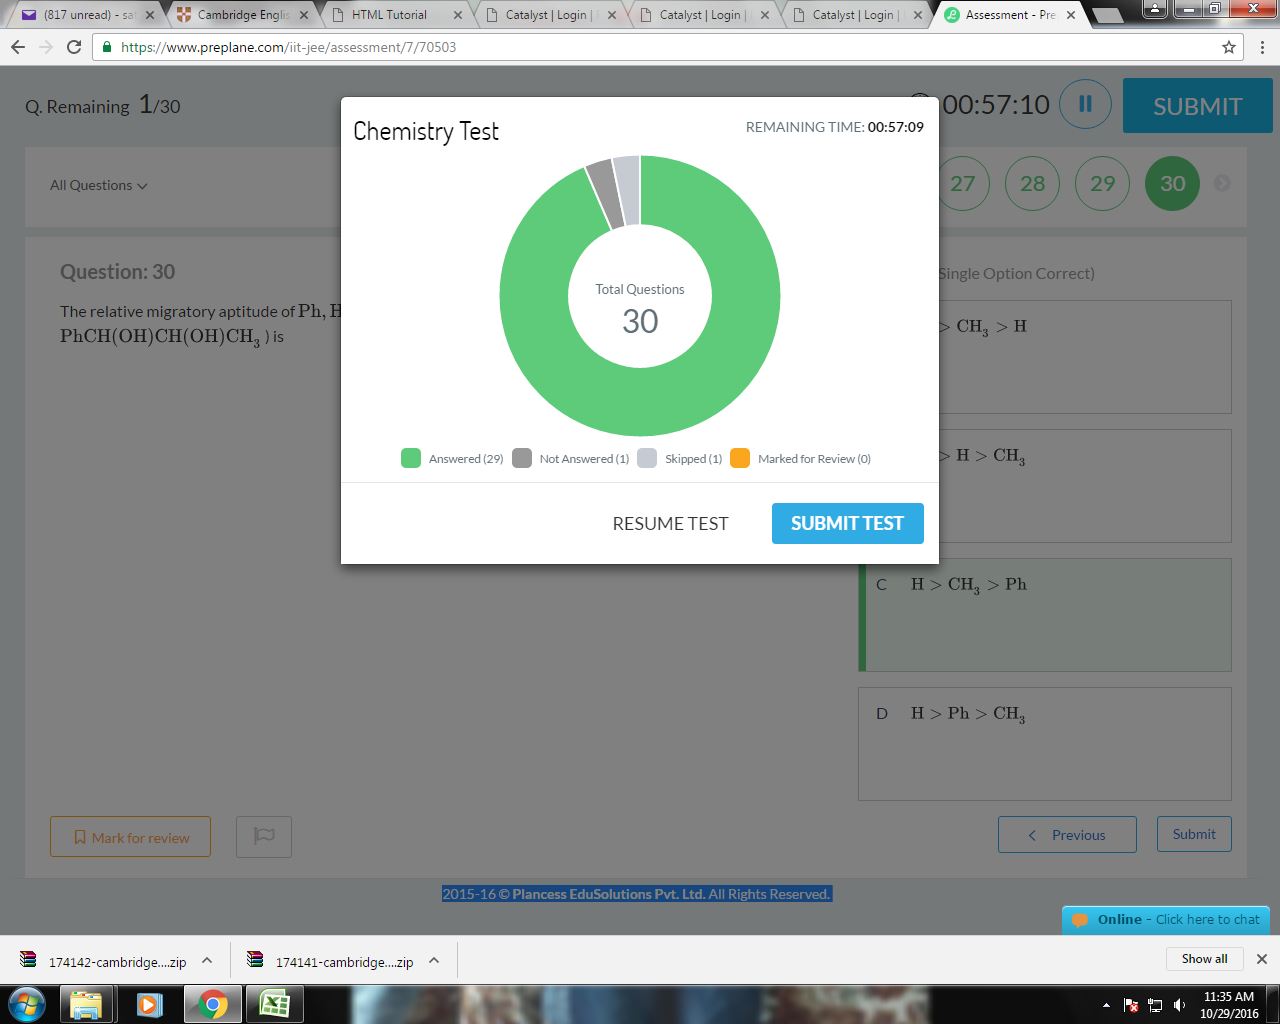 (817 unread) - sa
Cambridge Englis
HTML Tutorial
Catalyst | Login |
Catalyst | Login |
Catalyst | Login |
Assessment - Pre
https://www.preplane.com/iit-jee/assessment/7/70503
Q. Remaining 1/30
00:57:10
SUBMIT
Chemistry Test
REMAINING TIME: 00:57:09
All Questions
27 28 29 30
Question: 30
Single Option Correct)
The relative migratory aptitude of Ph, H
PhCH(OH)CH(OH)CH3 ) is
Total Questions
30
> CH3 > H
> H > CH3
Answered (29) Not Answered (1) Skipped (1) Marked for Review (0)
RESUME TEST
SUBMIT TEST
C H > CH3 > Ph
D H > Ph > CH3
Mark for review
Previous
Submit
2015-16 © Plancess EduSolutions Pvt. Ltd. All Rights Reserved.
Online - Click here to chat
174142-cambridge....zip
174141-cambridge....zip
Show all
11:35 AM
10/29/2016